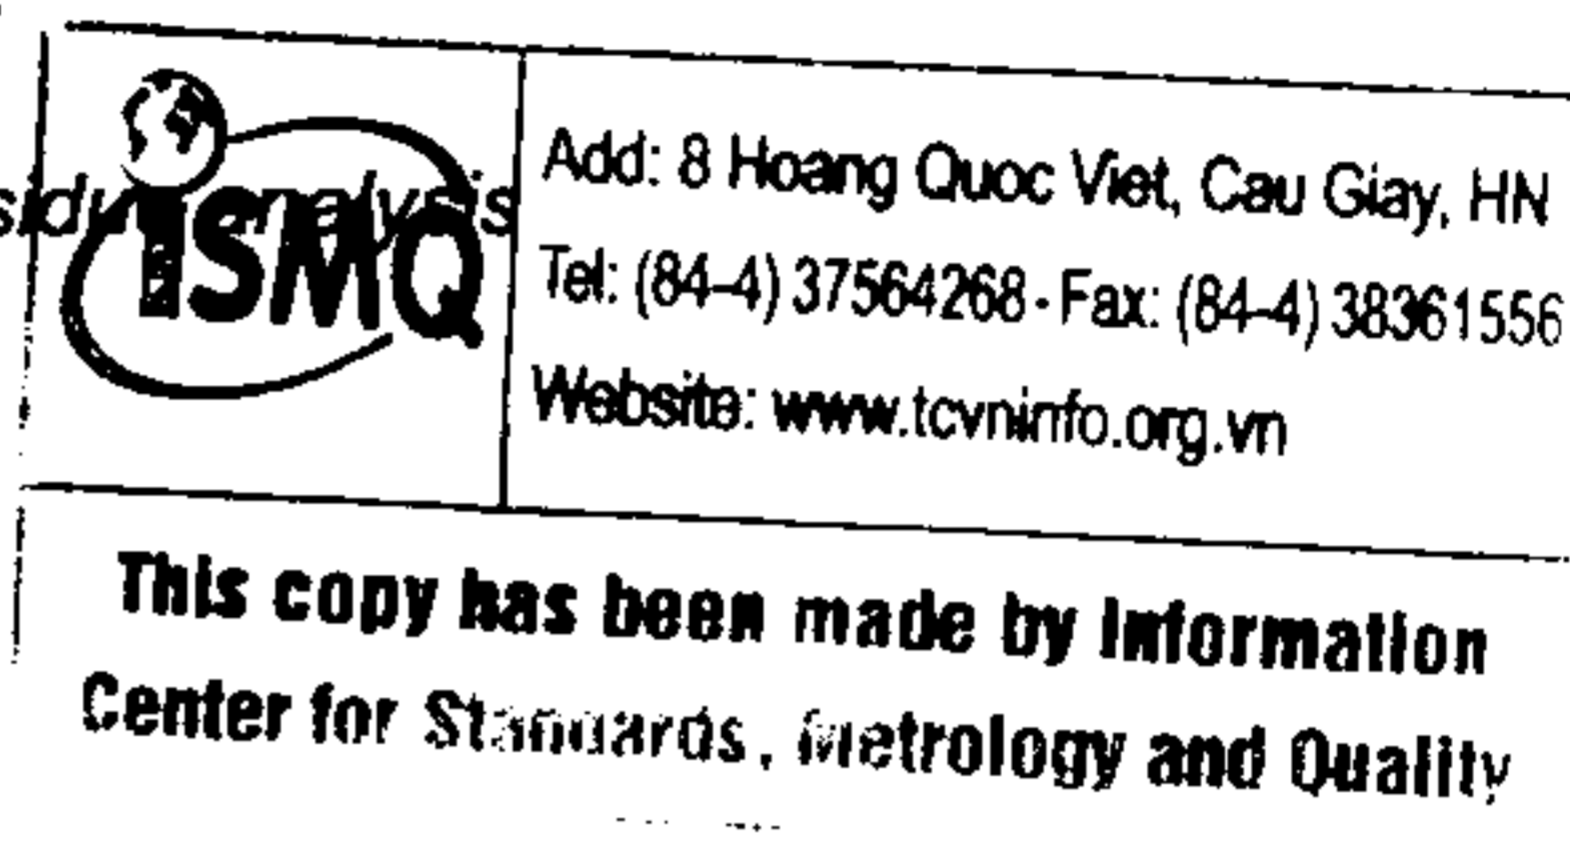 iSMQ
Add: 8 Hoang Quoc Viet, Cau Giay, HN
Tel: (84-4) 37564268 - Fax: (84-4) 38361556
Website: www.tcvninfo.org.vn
This copy has been made by Information
Center for Standards, Metrology and Quality